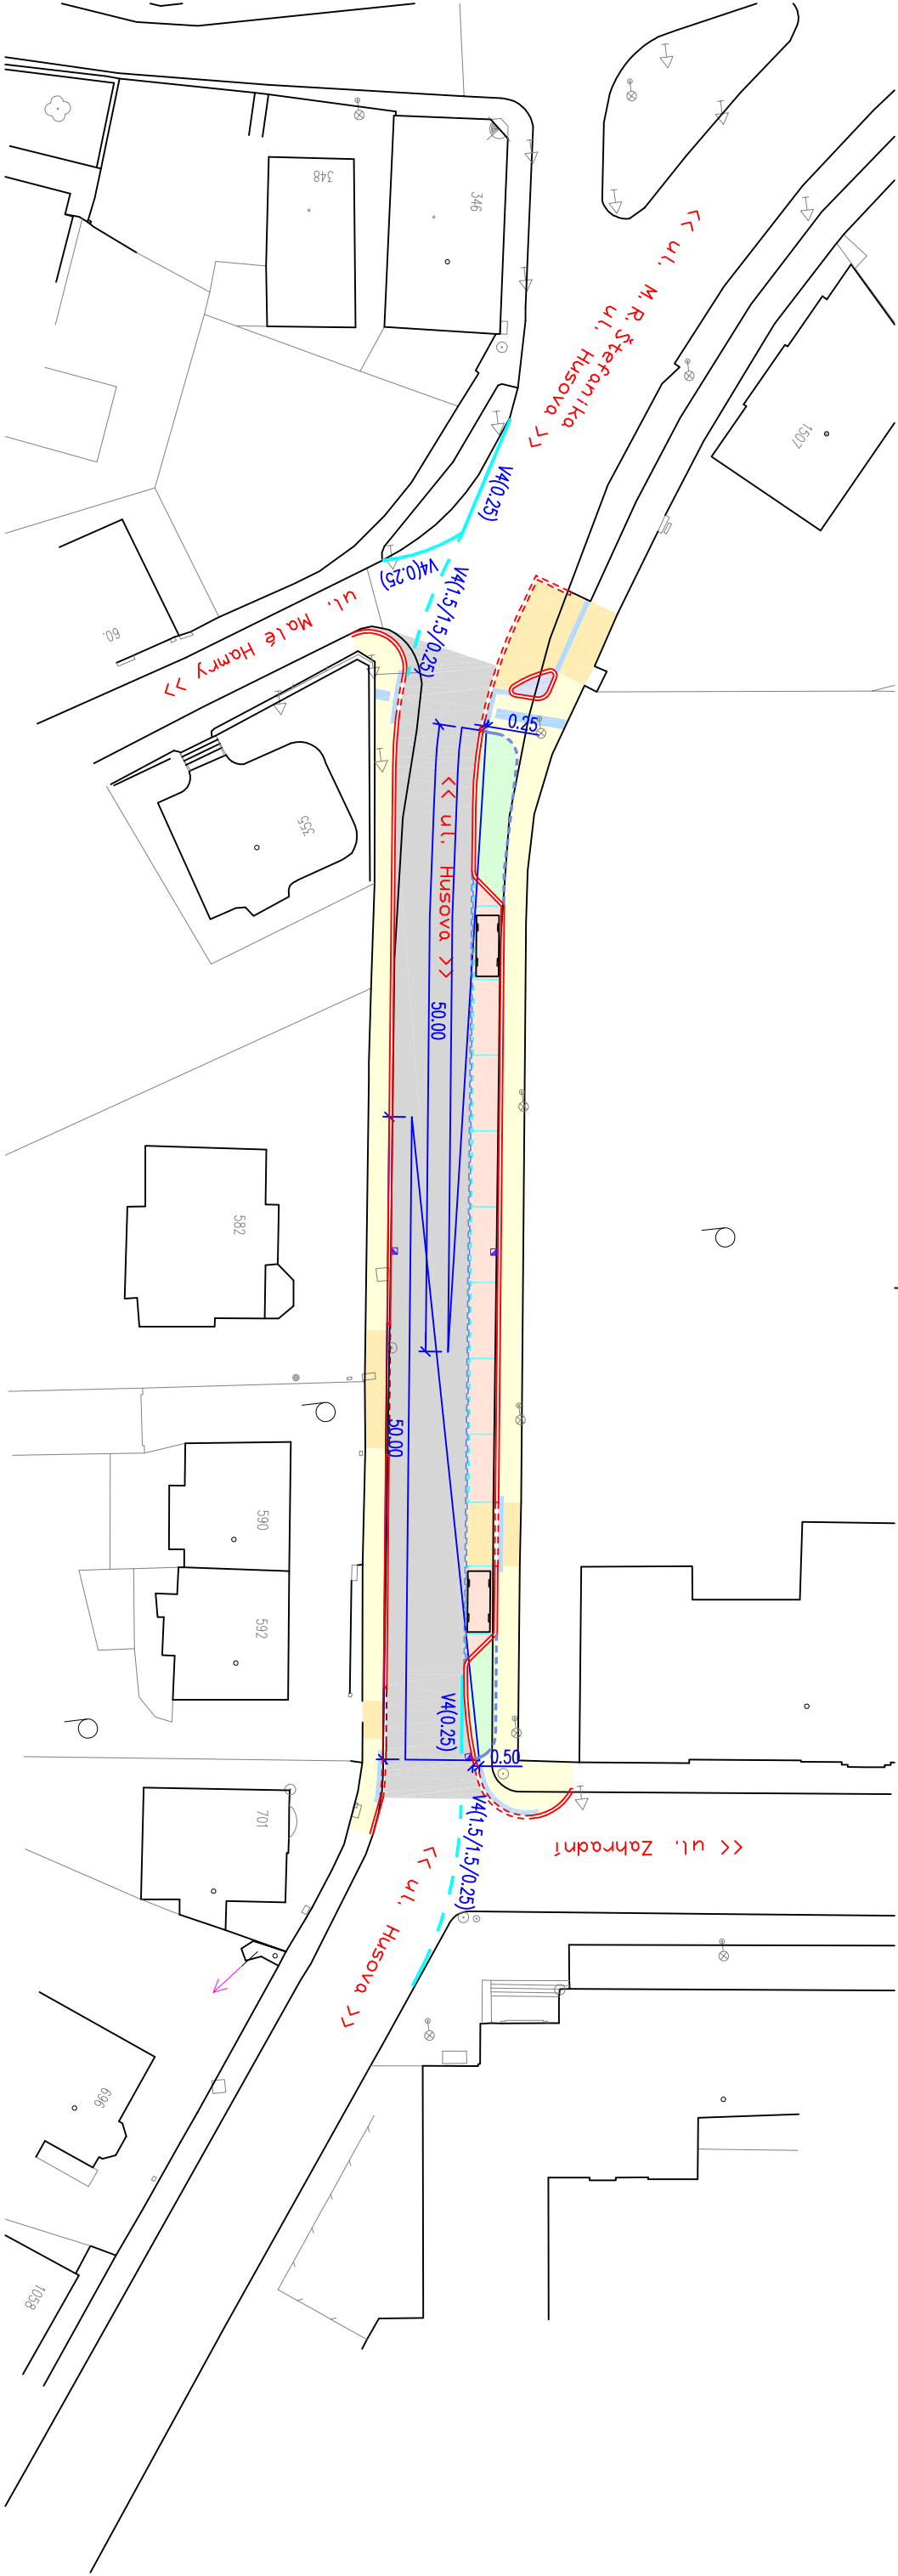 348
346
<< ul. M. R. Štefanika
ul. Husova >>
1507
V4(0.25)
V4(0.25)
V4(1.5/1.5/0.25)
60.
ul. Malé Hamry >>
0.25
355
<< ul. Husova >>
50.00
582
50.00
590
592
V4(0.25)
0.50
701
V4(1.5/1.5/0.25)
<< ul. Zahradní
<< ul. Husova >>
696
1058